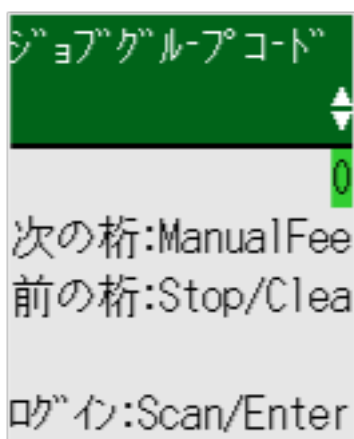 ｼﾞｮﾌﾞｸﾞﾙｰﾌﾟｺｰﾄﾞ
0
次の桁:ManualFee
前の桁:Stop/Clea
ﾛｸﾞｲﾝ:Scan/Enter